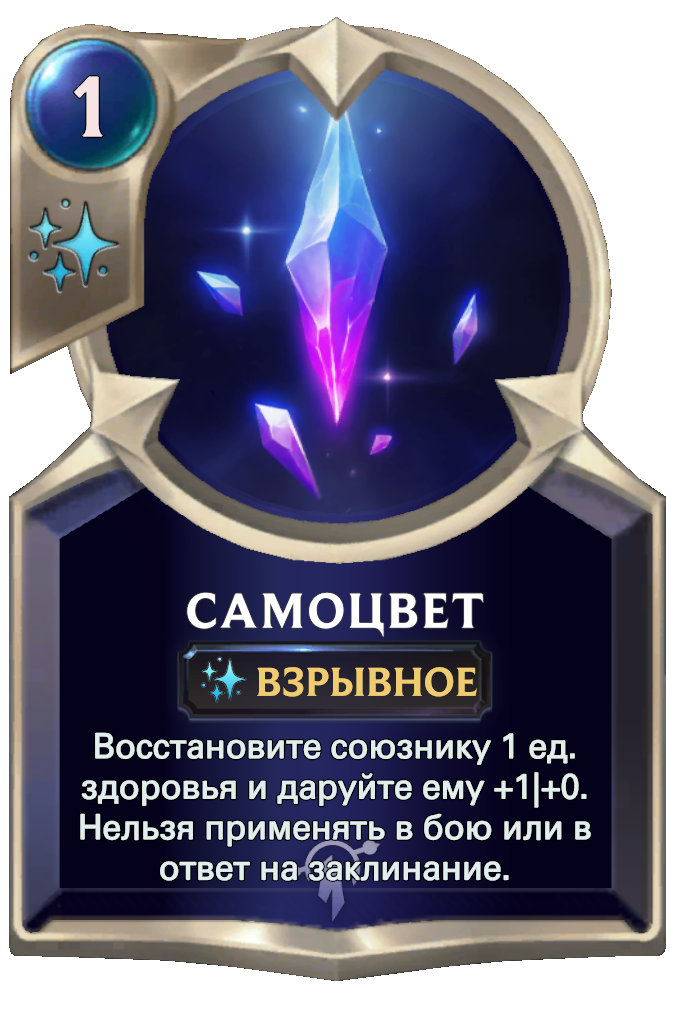 1
САМОЦВЕТ
ВЗРЫВНОЕ
Восстановите союзнику 1 ед.
здоровья и даруйте ему +1|+0.
Нельзя применять в бою или в
ответ на заклинание.